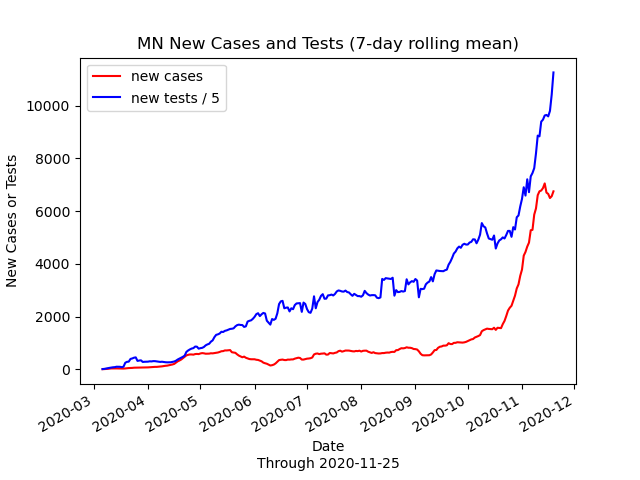 MN New Cases and Tests (7-day rolling mean)
new cases
new tests / 5
New Cases or Tests
10000
8000
6000
4000
2000
0
2020-03
2020-04
2020-05
2020-06
2020-07
2020-08
2020-09
2020-10
2020-11
2020-12
Date
Through 2020-11-25